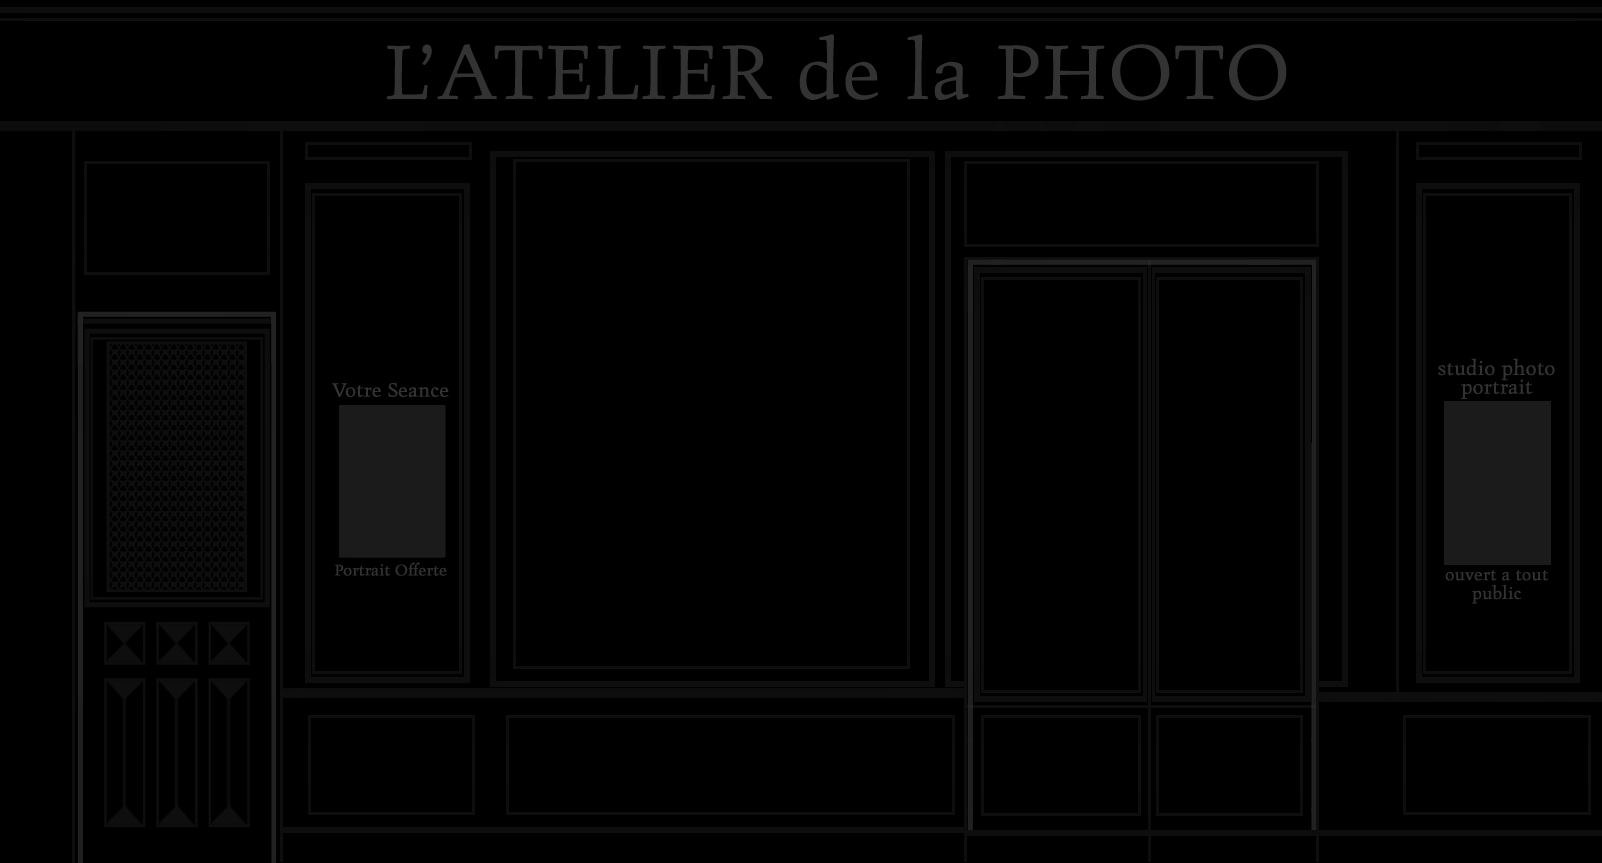 L'ATELIER de la PHOTO
Votre Seance
Portrait Offerte
studio photo
portrait
ouvert a tout
public